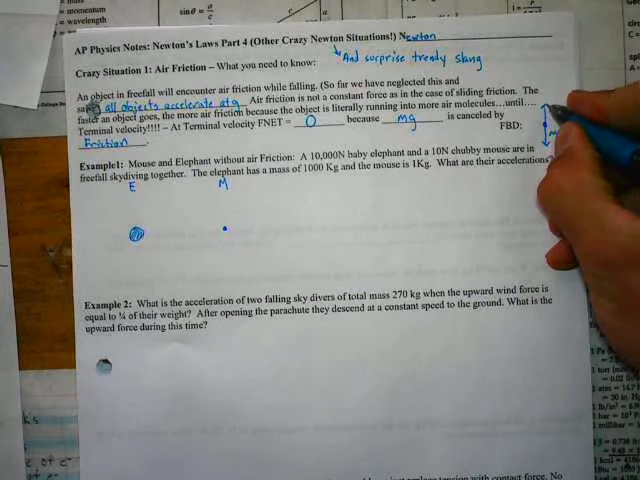 = momentum
= wavelength
AP Physics Notes: Newton's Laws Part 4 (Other Crazy Newton Situations!) Newton
And surprise trendy slang
Crazy Situation 1: Air Friction – What you need to know:
An object in freefall will encounter air friction while falling. (So far we have neglected this and
all objects accelerate at g Air friction is not a constant force as in the case of sliding friction. The
faster an object goes, the more air friction because the object is literally running into more air molecules…until….
Terminal velocity!!!! – At Terminal velocity FNET = 0 because mg is canceled by
Friction. FBD:
Example1: Mouse and Elephant without air Friction: A 10,000N baby elephant and a 10N chubby mouse are in
freefall skydiving together. The elephant has a mass of 1000 Kg and the mouse is 1Kg. What are their accelerations
E M
Example 2: What is the acceleration of two falling sky divers of total mass 270 kg when the upward wind force is
equal to ¼ of their weight? After opening the parachute they descend at a constant speed to the ground. What is the
upward force during this time?
tension with contact force. No